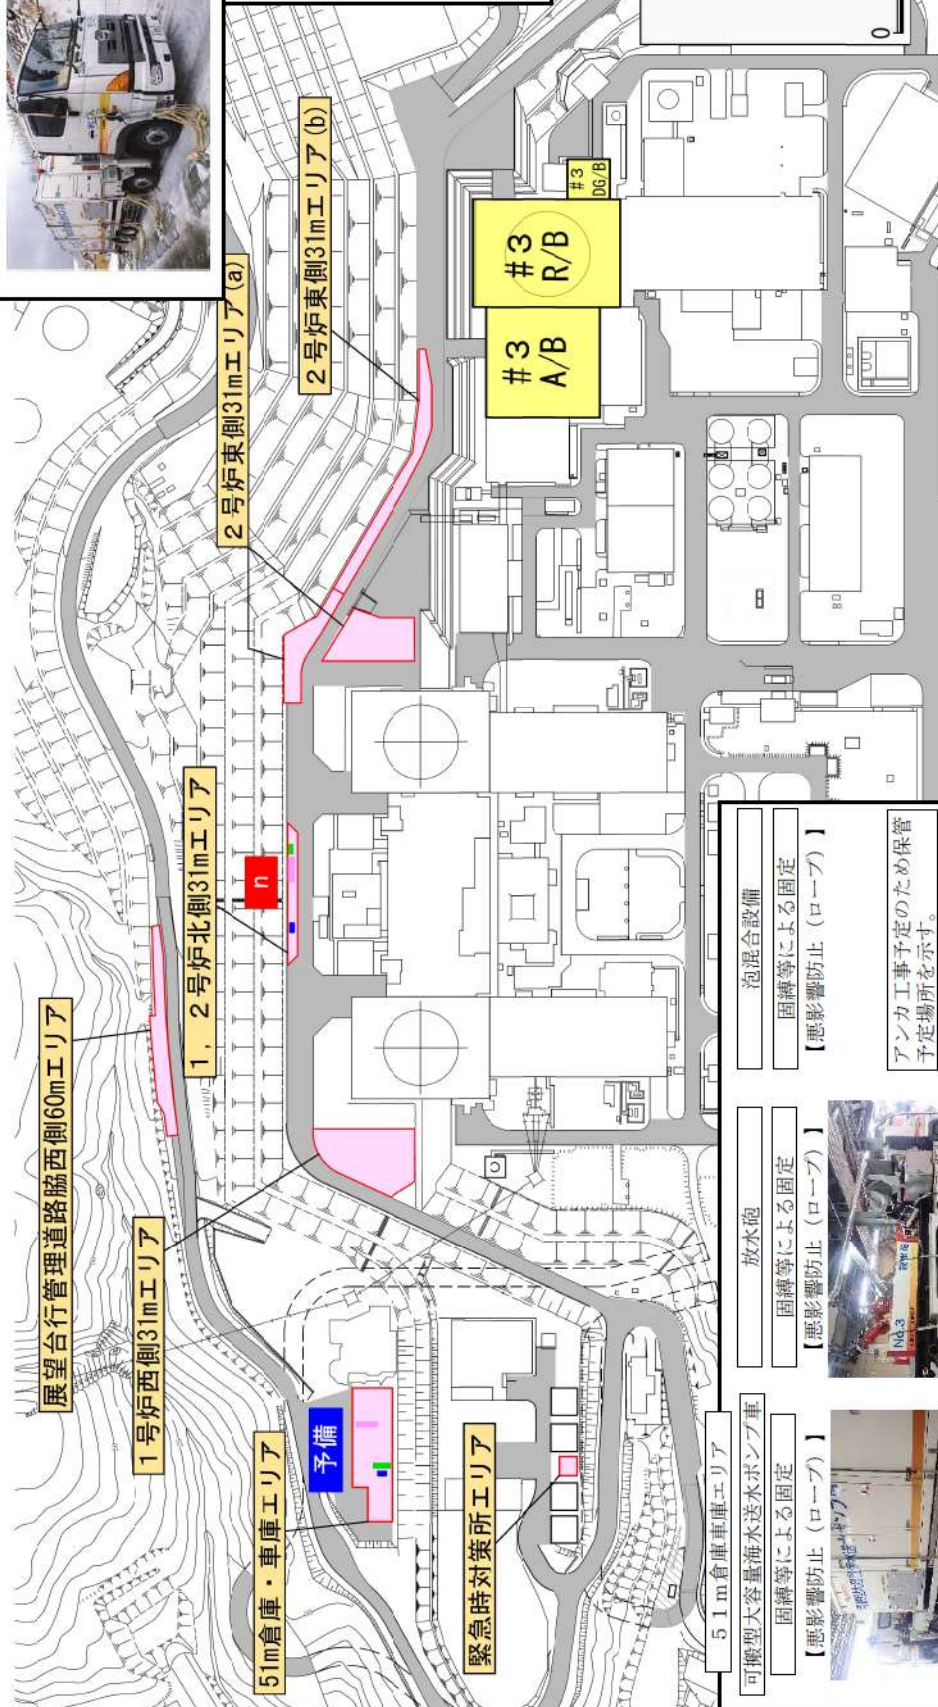 展望台行管理道路脇西側60mエリア
1号炉西側31mエリア
51m倉庫・車庫エリア
予備
緊急時対策所エリア
1，2号炉北側31mエリア
n
2号炉東側31mエリア(a)
2号炉東側31mエリア(b)
#3
R/B
#3
A/B
#3
DG/B
0
５１m倉庫車庫エリア
可搬型大容量海水送水ポンプ車
固縛等による固定
【悪影響防止（ロープ）】
放水砲
固縛等による固定
【悪影響防止（ロープ）】
No.3
放水砲
泡混合設備
固縛等による固定
【悪影響防止（ロープ）】
アンカ工事予定のため保管
予定場所を示す。